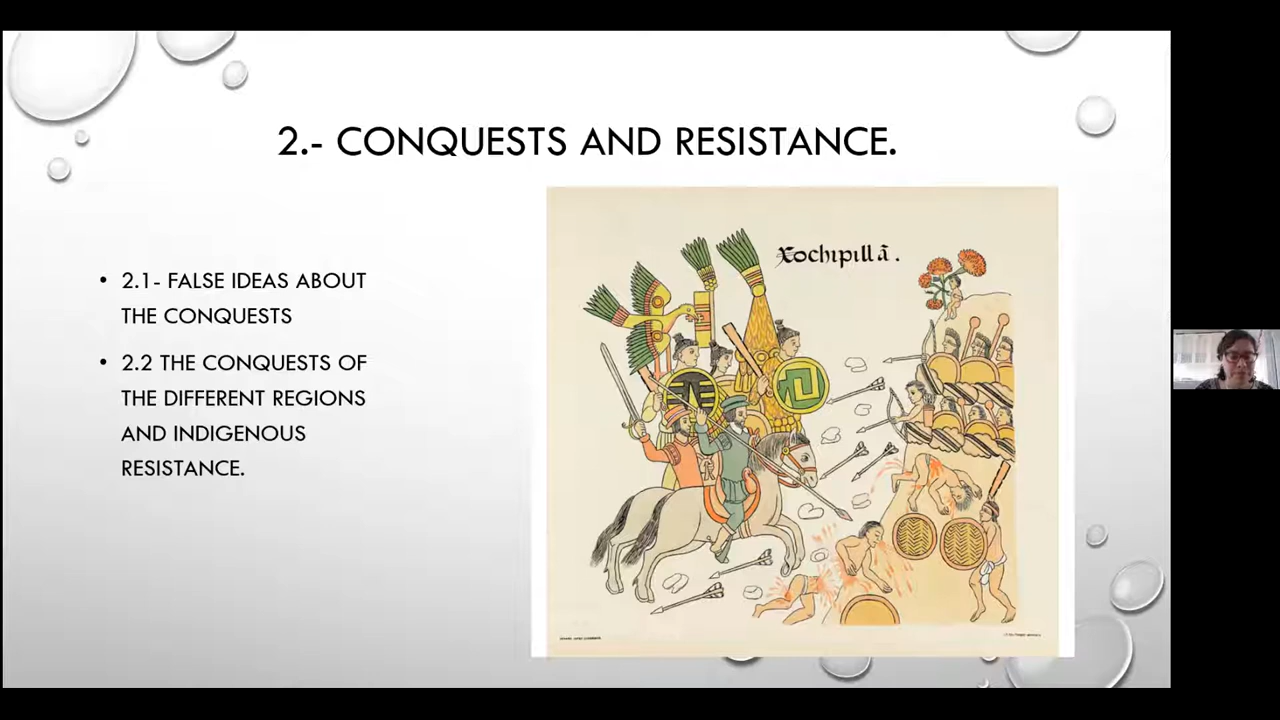 2.- CONQUESTS AND RESISTANCE.
• 2.1- FALSE IDEAS ABOUT
THE CONQUESTS
• 2.2 THE CONQUESTS OF
THE DIFFERENT REGIONS
AND INDIGENOUS
RESISTANCE.
Xochipillā.